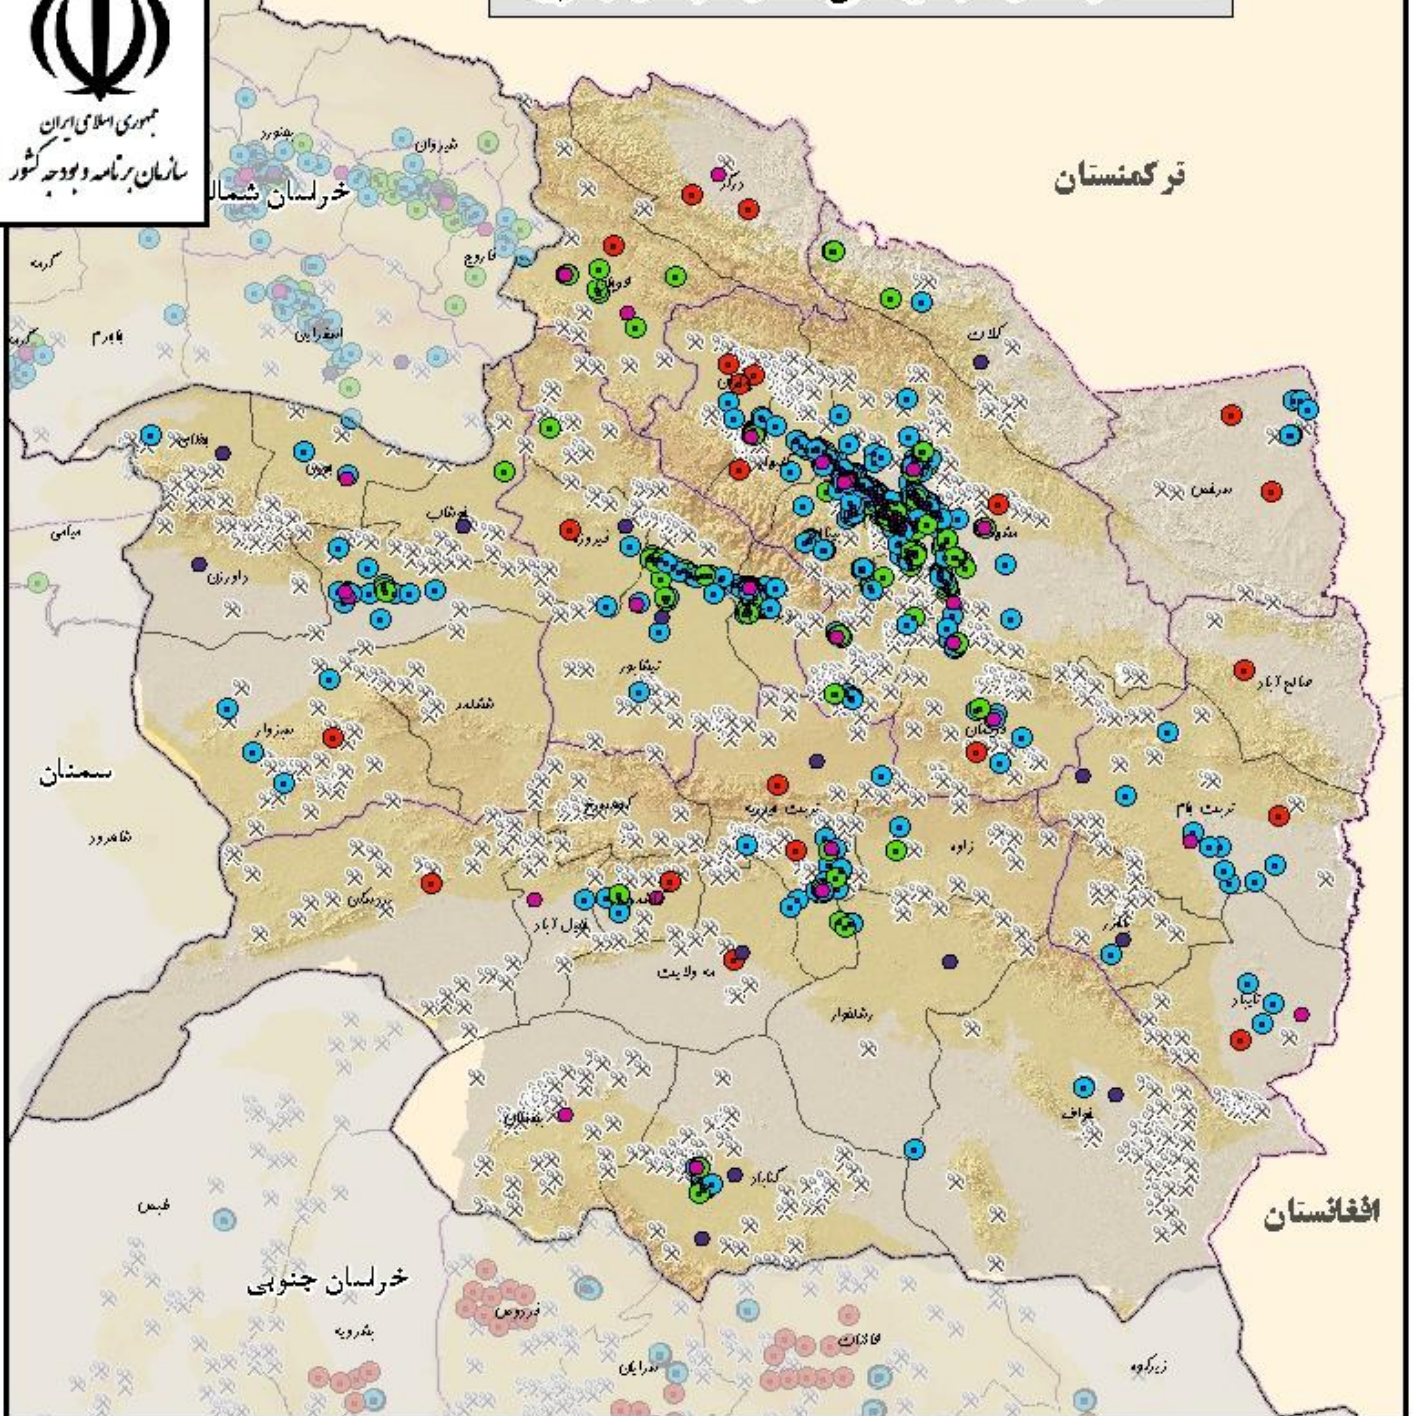 جمهوری اسلامی ایران
سازمان برنامه و بودجه کشور
ترکمنستان
بجنورد
شیروان
خراسان شمالی
درگز
گرمه
فاروج
قوچان
کلات
جاجرم
اسفراین
چناران
جغتای
جوین
سرخس
خوشاب
میامی
فیروزه
مشهد
داورزن
نیشابور
صالح آباد
ششتمد
سبزوار
فریمان
سمنان
شاهرود
تربت حیدریه
تربت جام
زاوه
بردسکن
خلیل آباد
مه ولایت
رشتخوار
تایباد
خواف
بجستان
گناباد
طبس
افغانستان
خراسان جنوبی
بشرویه
فردوس
سرایان
قائنات
زیرکوه